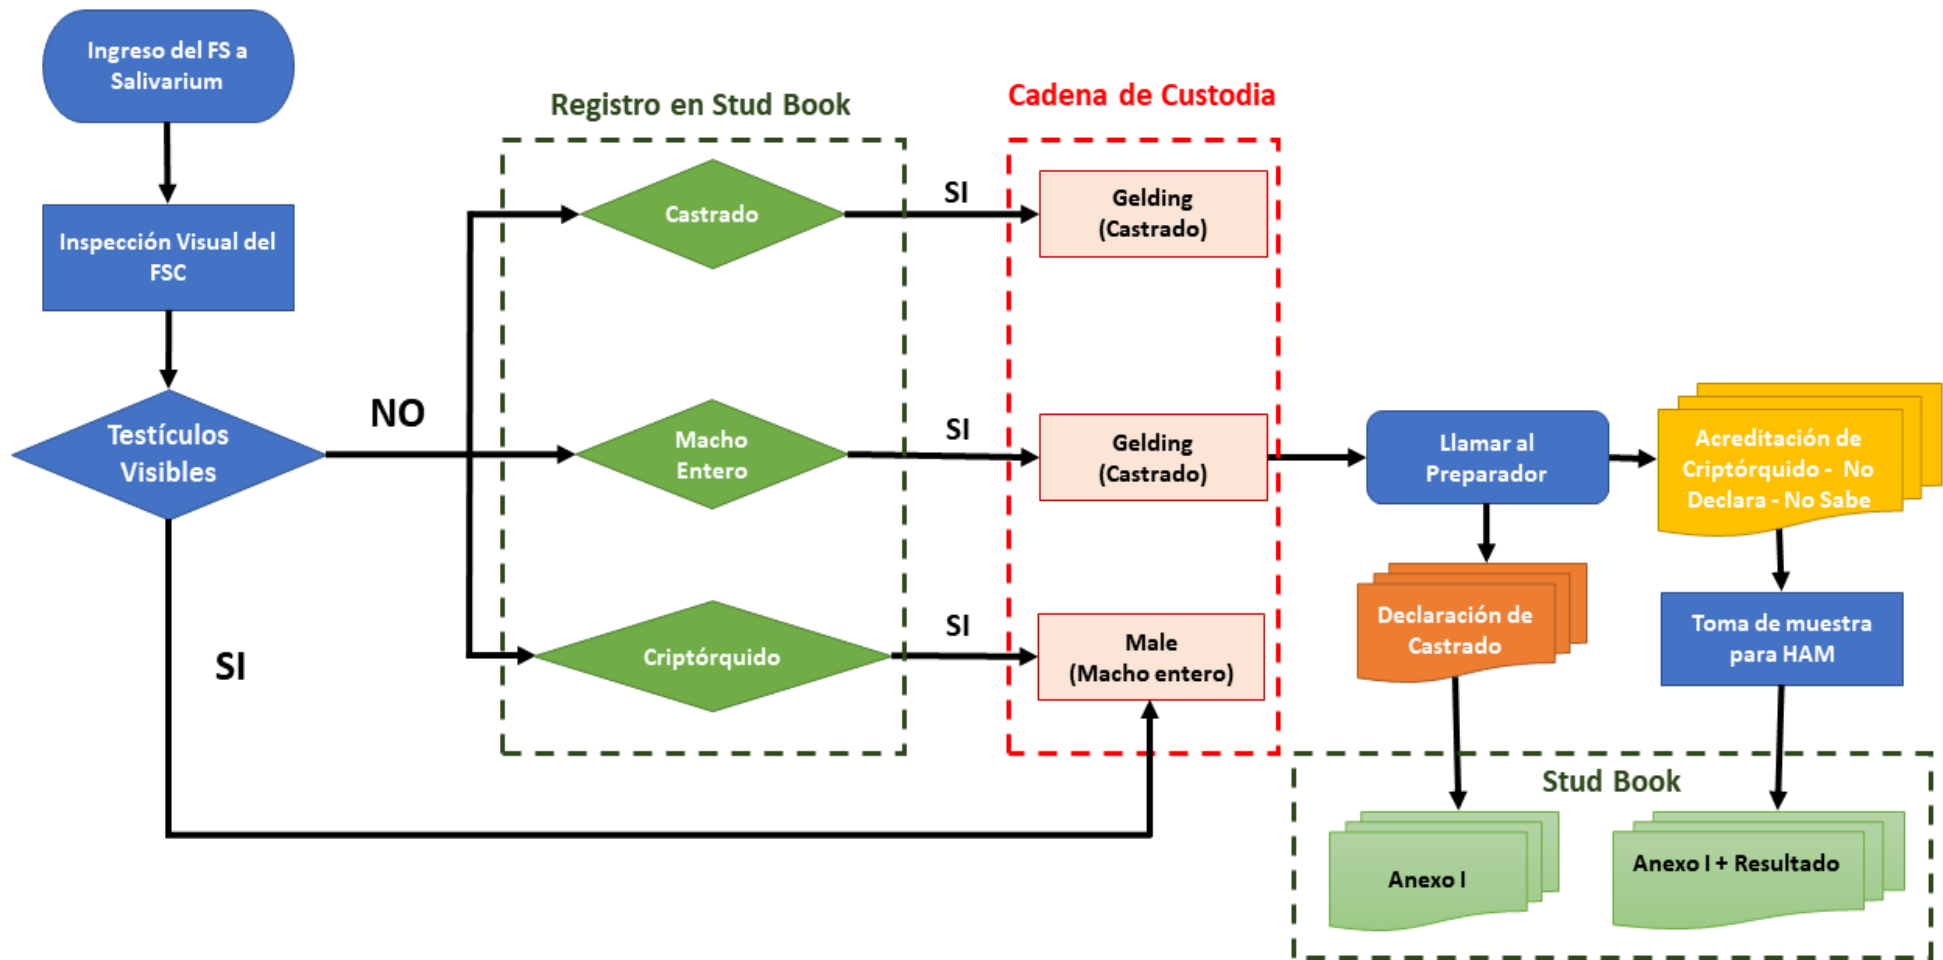 Ingreso del FS a
Salivarium
Inspección Visual del
FSC
Testículos
Visibles
NO
SI
Registro en Stud Book
Castrado
Macho
Entero
Criptórquido
SI
SI
SI
Cadena de Custodia
Gelding
(Castrado)
Gelding
(Castrado)
Male
(Macho entero)
Llamar al
Preparador
Acreditación de
Criptórquido - No
Declara - No Sabe
Declaración de
Castrado
Toma de muestra
para HAM
Stud Book
Anexo I
Anexo I + Resultado